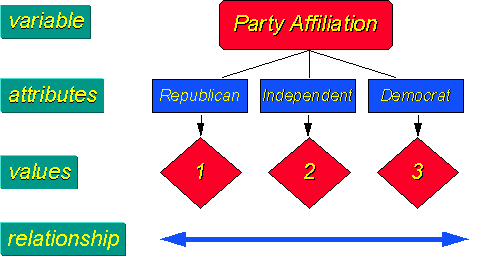 variable
Party Affiliation
attributes
Republican
Independent
Democrat
values
1
2
3
relationship